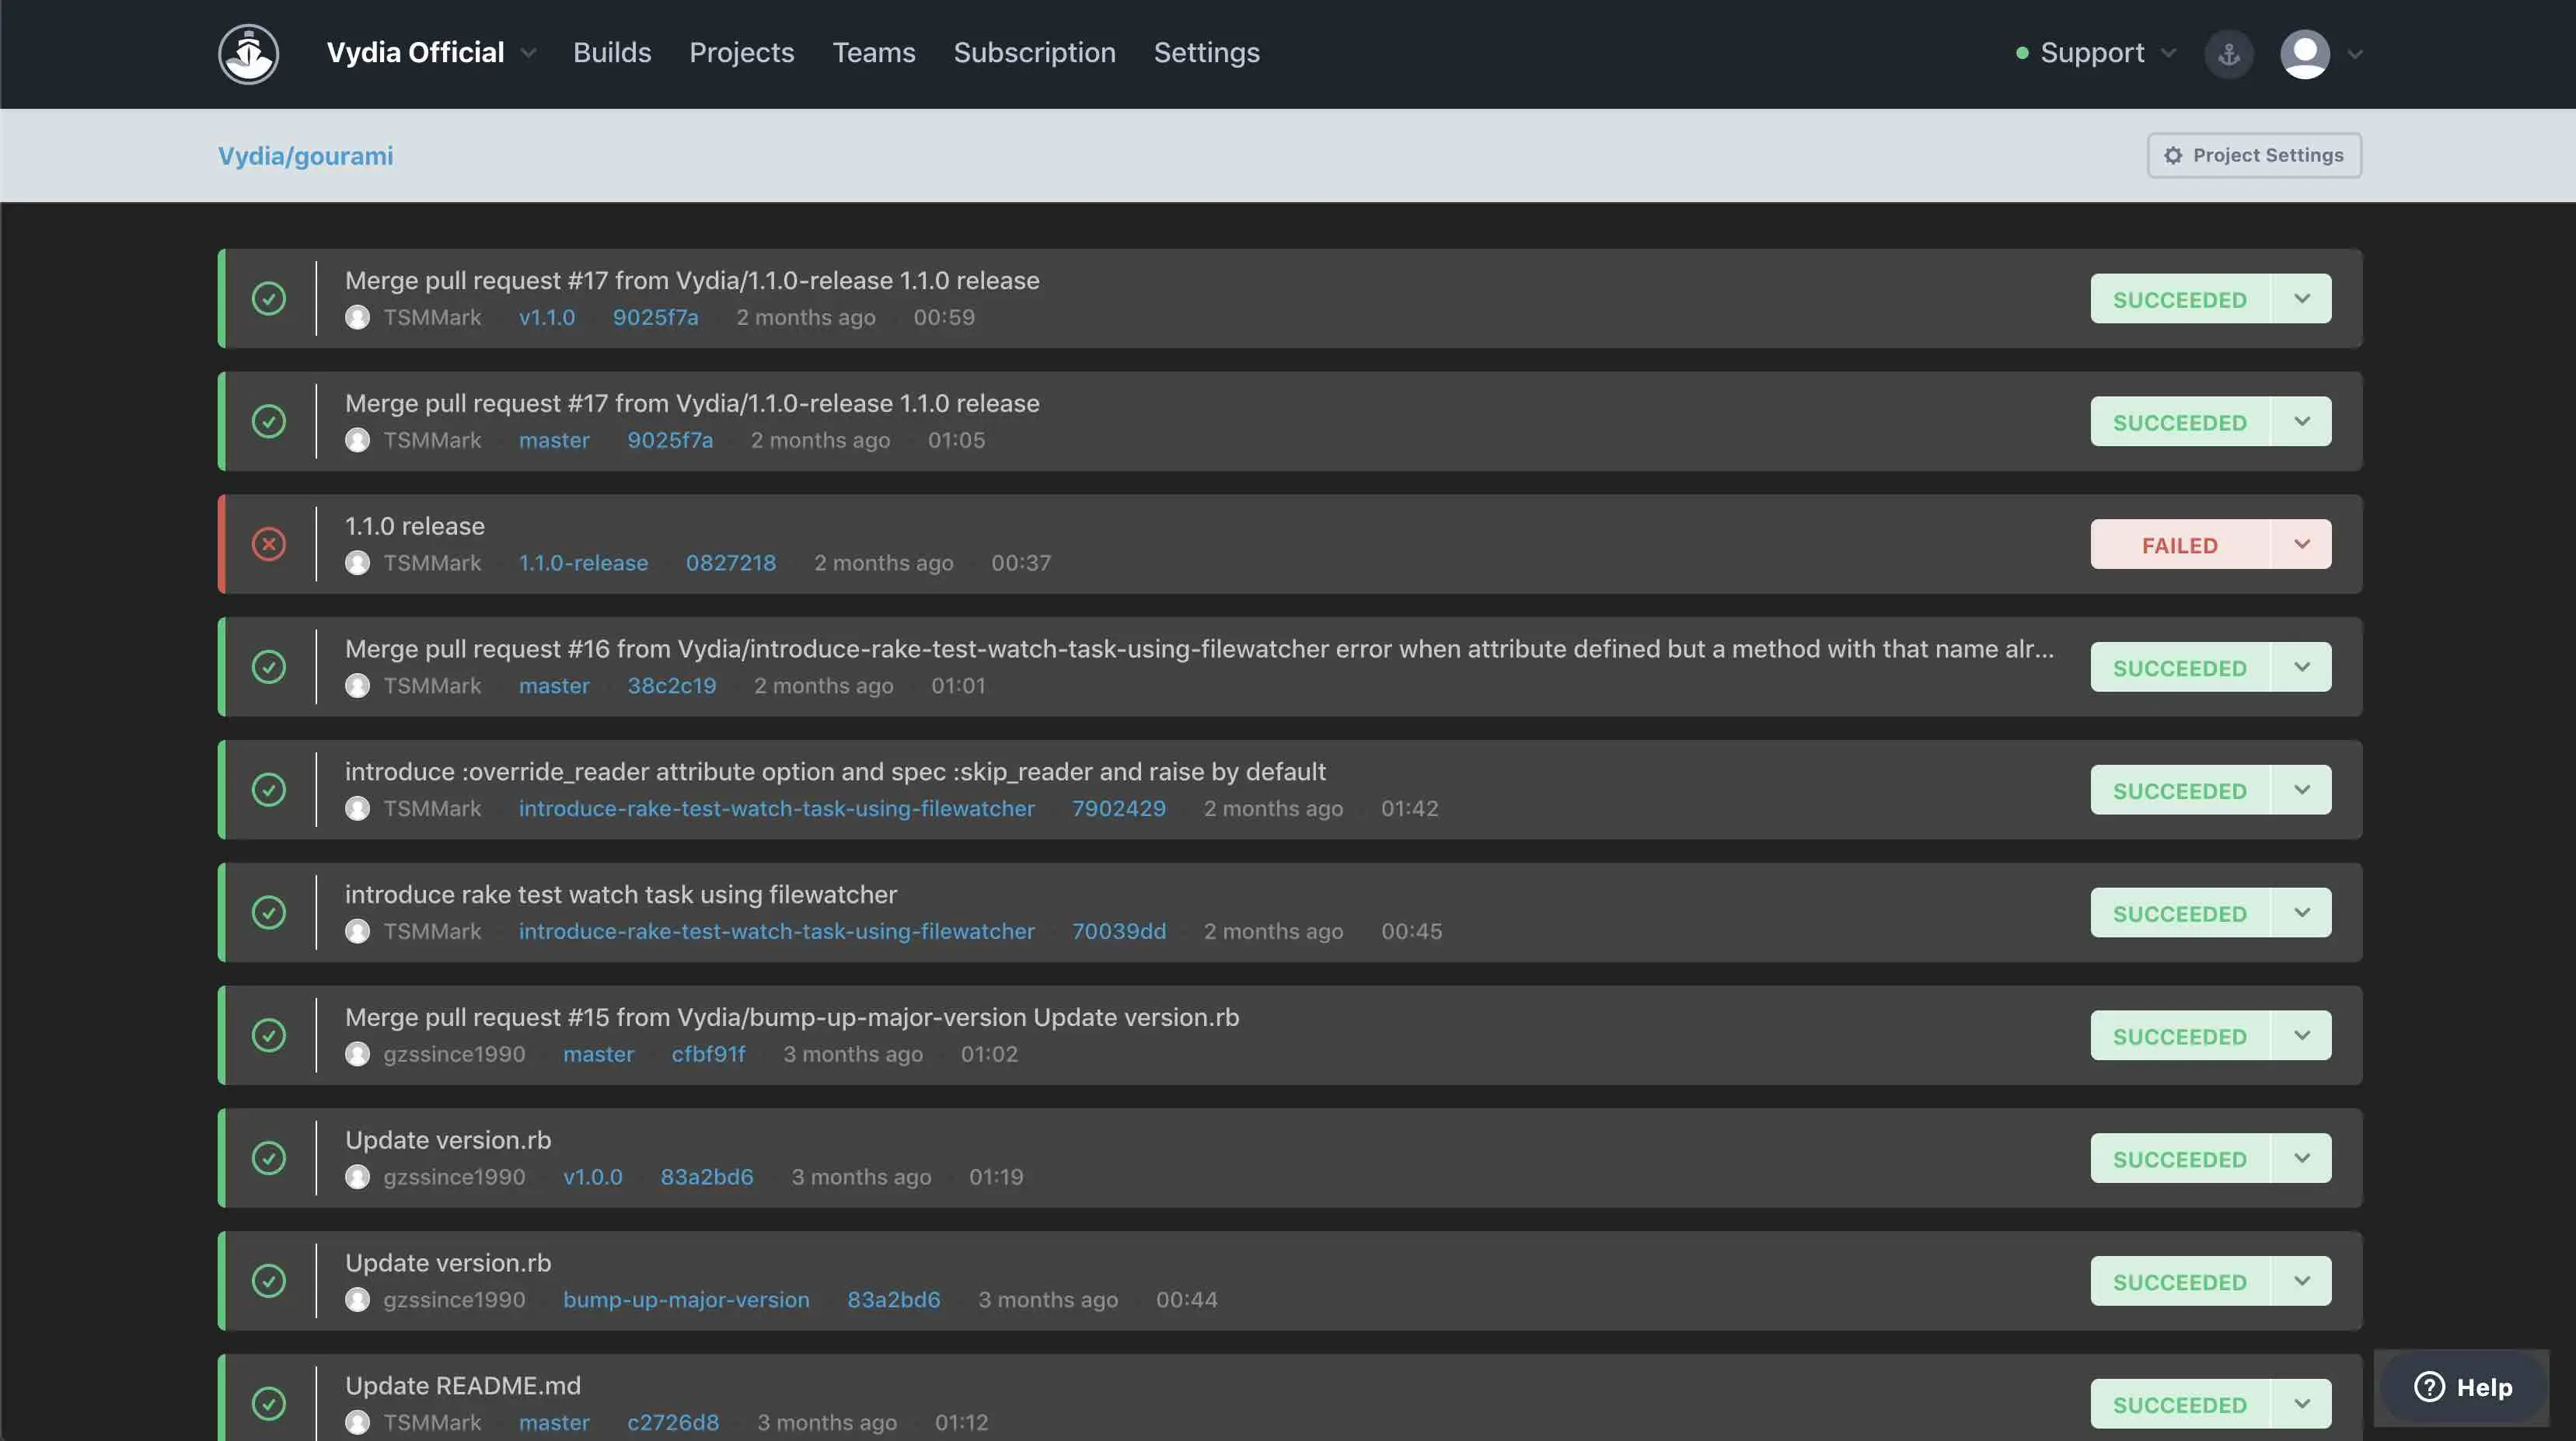 Vydia Official Builds Projects Teams Subscription Settings Support
Vydia/gourami Project Settings
Merge pull request #17 from Vydia/1.1.0-release 1.1.0 release
TSMMark v1.1.0 9025f7a 2 months ago 00:59
SUCCEEDED
Merge pull request #17 from Vydia/1.1.0-release 1.1.0 release
TSMMark master 9025f7a 2 months ago 01:05
SUCCEEDED
1.1.0 release
TSMMark 1.1.0-release 0827218 2 months ago 00:37
FAILED
Merge pull request #16 from Vydia/introduce-rake-test-watch-task-using-filewatcher error when attribute defined but a method with that name alr...
TSMMark master 38c2c19 2 months ago 01:01
SUCCEEDED
introduce :override_reader attribute option and spec :skip_reader and raise by default
TSMMark introduce-rake-test-watch-task-using-filewatcher 7902429 2 months ago 01:42
SUCCEEDED
introduce rake test watch task using filewatcher
TSMMark introduce-rake-test-watch-task-using-filewatcher 70039dd 2 months ago 00:45
SUCCEEDED
Merge pull request #15 from Vydia/bump-up-major-version Update version.rb
gzssince1990 master cfbf91f 3 months ago 01:02
SUCCEEDED
Update version.rb
gzssince1990 v1.0.0 83a2bd6 3 months ago 01:19
SUCCEEDED
Update version.rb
gzssince1990 bump-up-major-version 83a2bd6 3 months ago 00:44
SUCCEEDED
Update README.md
TSMMark master c2726d8 3 months ago 01:12
SUCCEEDED
Help